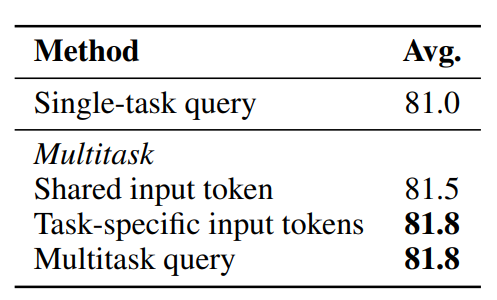 Method Avg.
Single-task query 81.0
Multitask
Shared input token 81.5
Task-specific input tokens 81.8
Multitask query 81.8